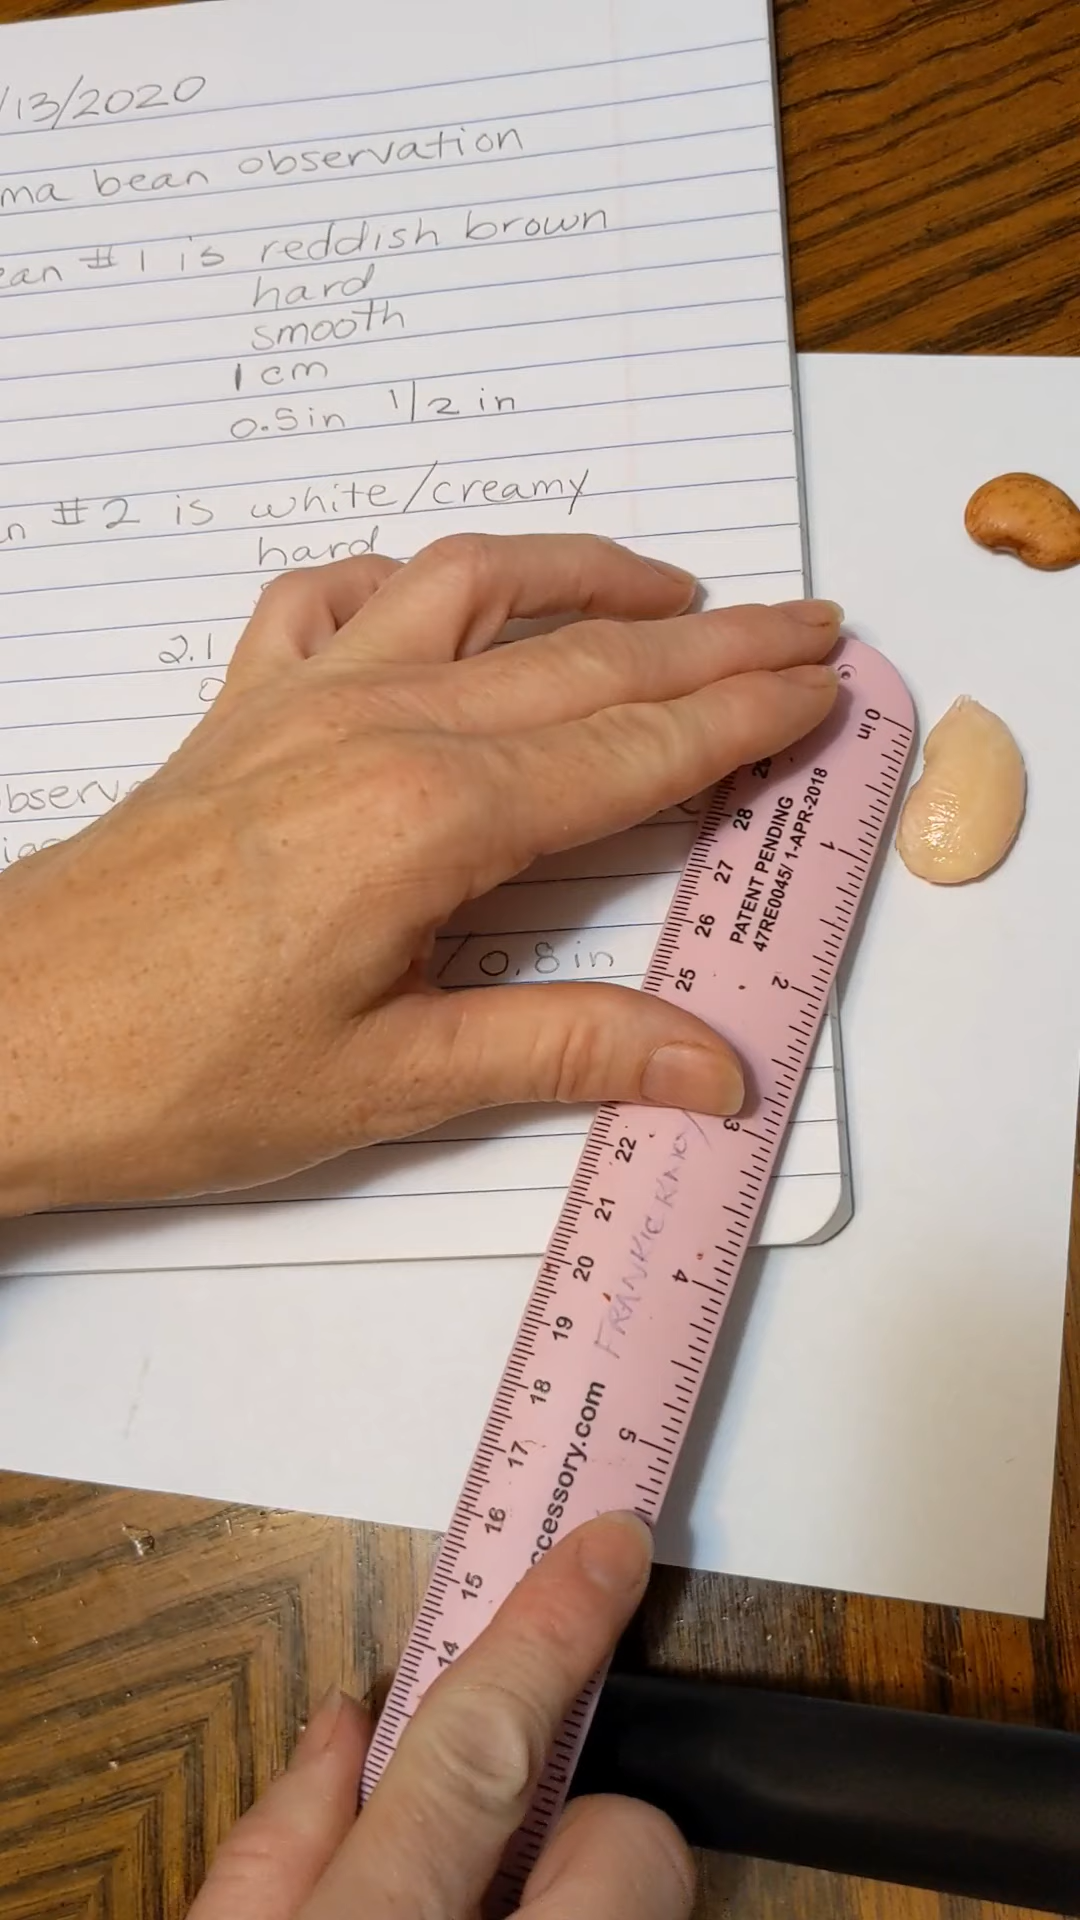 /13/2020
ma bean observation
ean #1 is reddish brown
hard
smooth
1 cm
0.5in 1/2 in
n #2 is white/creamy
hard
2.1
0
bserv
/ 0.8 in
0 in
1
2
3
4
5
PATENT PENDING
47RE0045/ 1-APR-2018
28
27
26
25
22
21
20
19
18
17
16
15
14
FRANKIE
ccessory.com